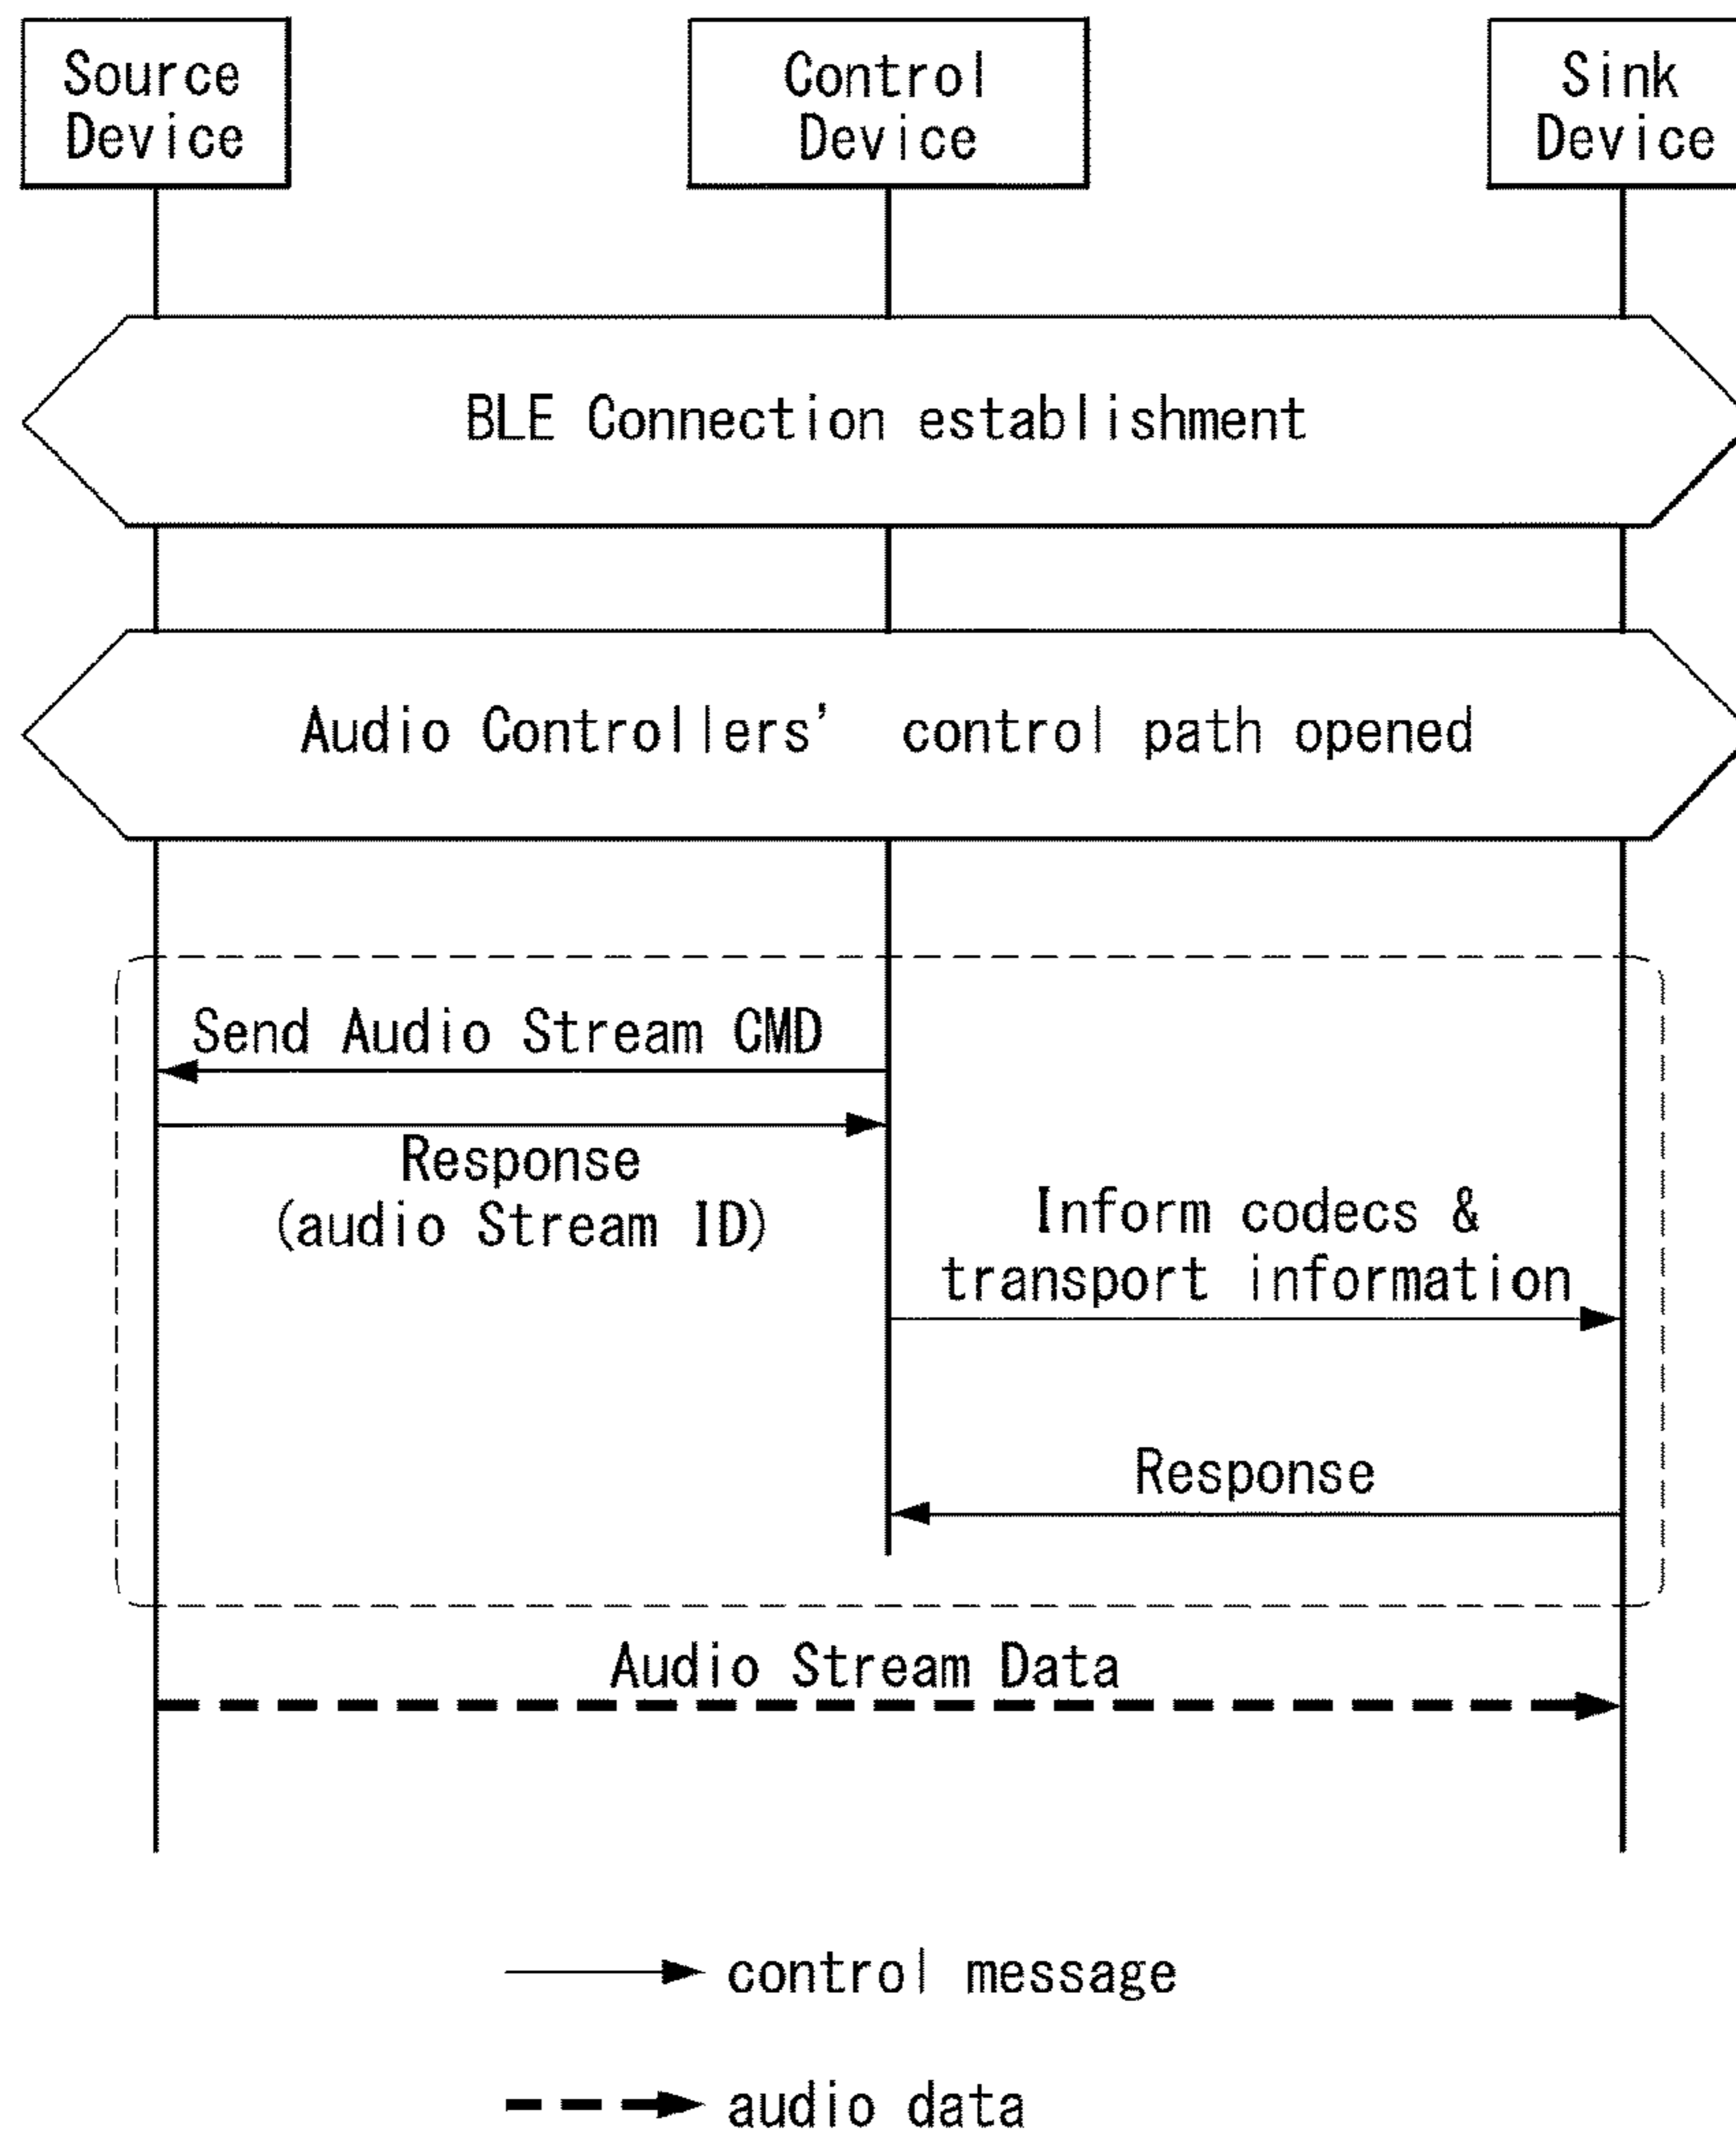 Source
Device
Control
Device
Sink
Device
BLE Connection establishment
Audio Controllers' control path opened
Send Audio Stream CMD
Response
(audio Stream ID)
Inform codecs &
transport information
Response
Audio Stream Data
control message
audio data